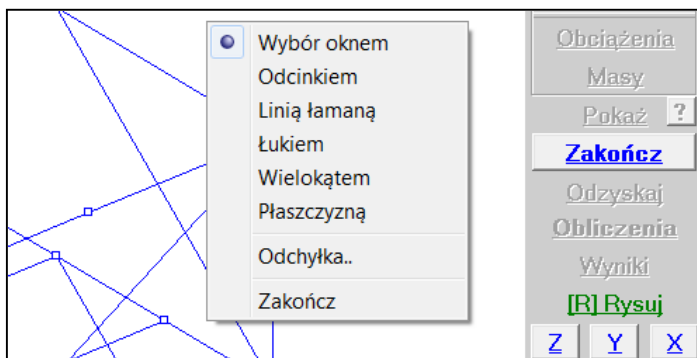 Wybór oknem
Odcinkiem
Linią łamaną
Łukiem
Wielokątem
Płaszczyzną
Odchyłka..
Zakończ
Obciążenia
Masy
Pokaż ?
Zakończ
Odzyskaj
Obliczenia
Wyniki
[R] Rysuj
Z Y X